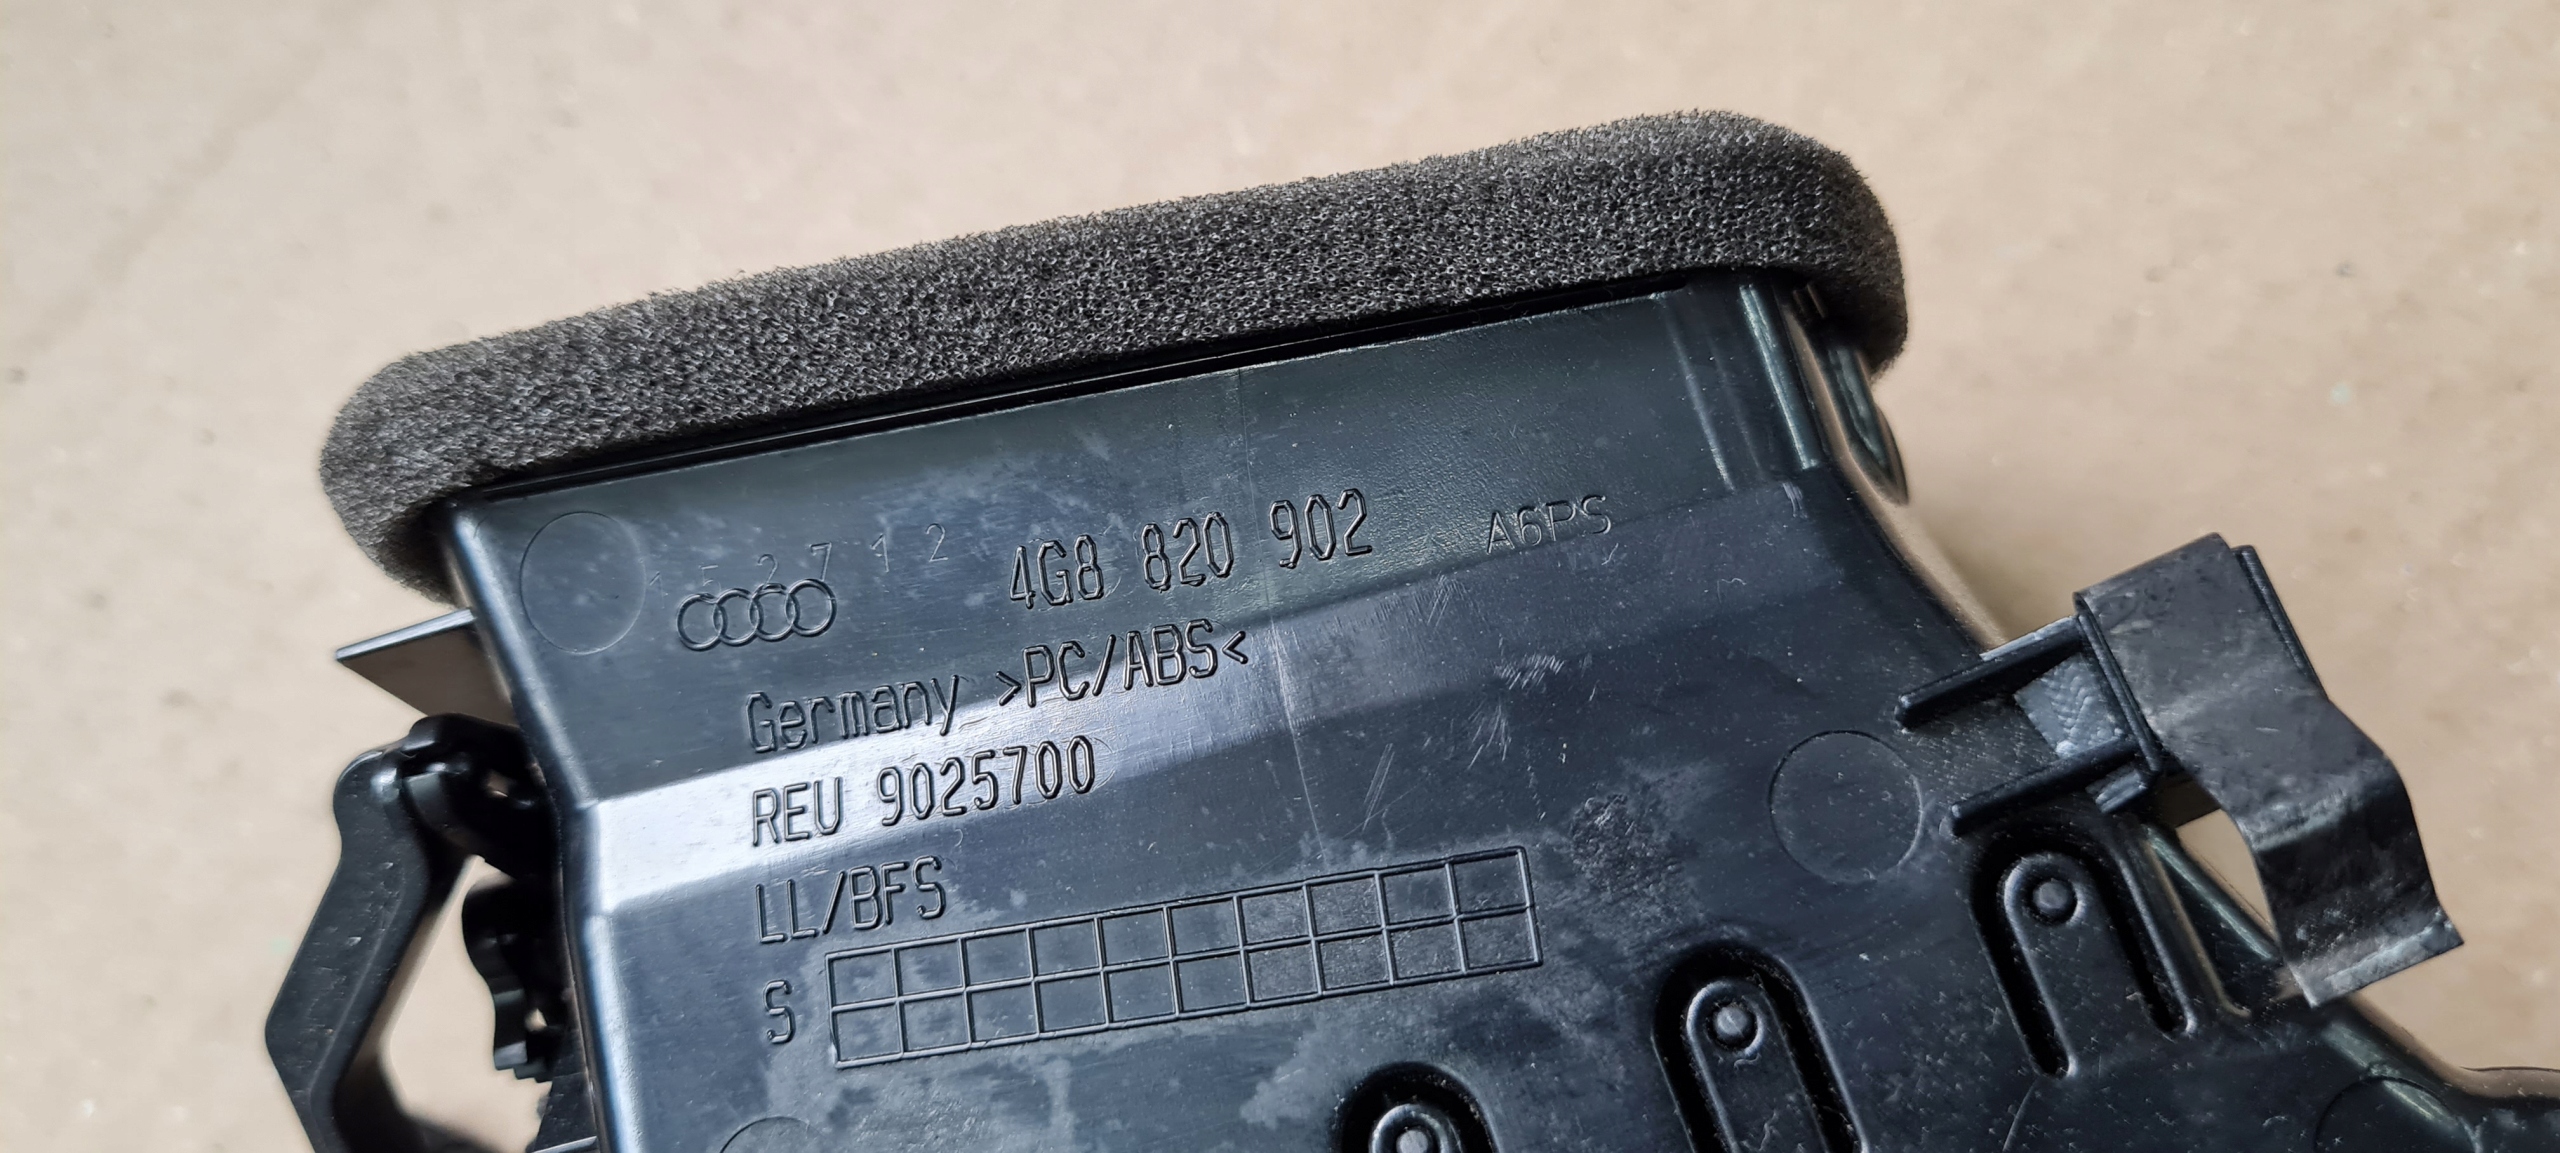 1 5 2 7 1 2
4G8 820 902 A6PS
Germany >PC/ABS<
REU 9025700
LL/BFS
S